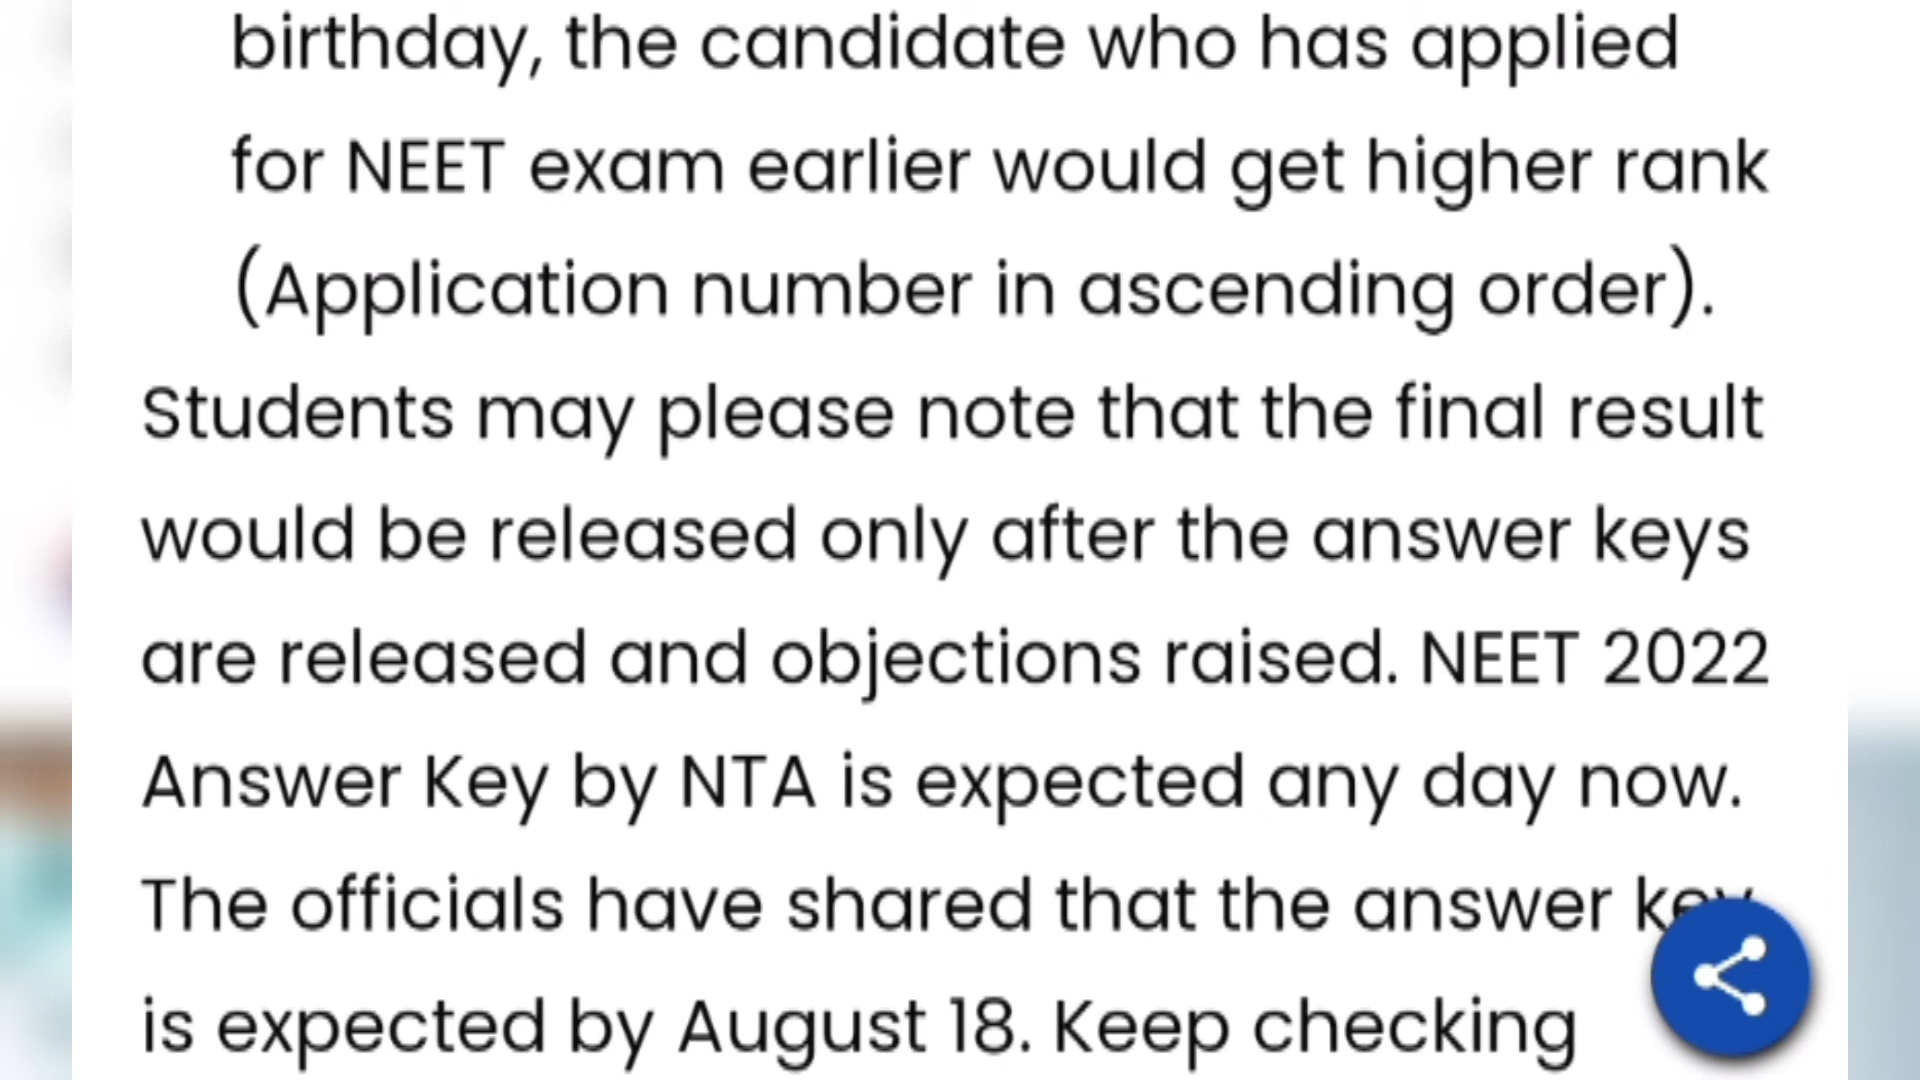 birthday, the candidate who has applied
for NEET exam earlier would get higher rank
(Application number in ascending order).
Students may please note that the final result
would be released only after the answer keys
are released and objections raised. NEET 2022
Answer Key by NTA is expected any day now.
The officials have shared that the answer key
is expected by August 18. Keep checking